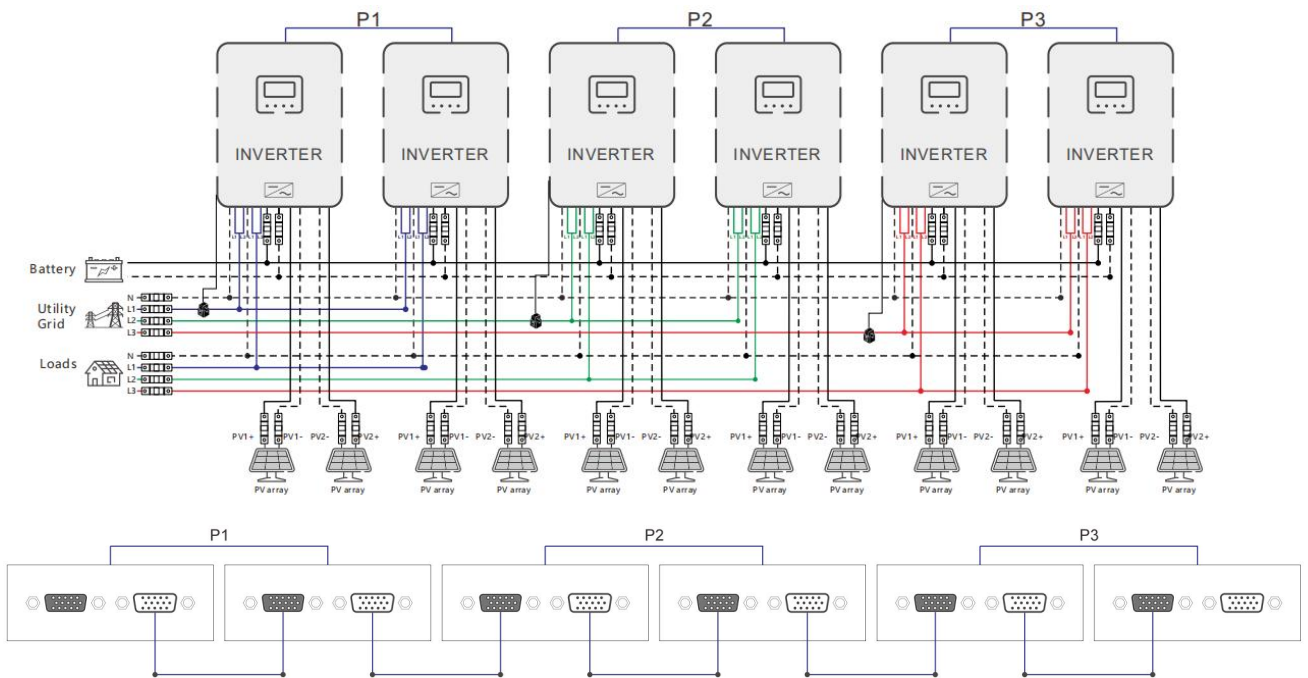 P1 P2 P3
INVERTER INVERTER INVERTER INVERTER INVERTER INVERTER
Battery
Utility
Grid
N
L1
L2
L3
Loads
N
L1
L2
L3
PV1+ PV1- PV2- PV2+ PV1+ PV1- PV2- PV2+ PV1+ PV1- PV2- PV2+ PV1+ PV1- PV2- PV2+ PV1+ PV1- PV2- PV2+ PV1+ PV1- PV2- PV2+
PV array PV array PV array PV array PV array PV array PV array PV array PV array PV array PV array PV array
P1 P2 P3